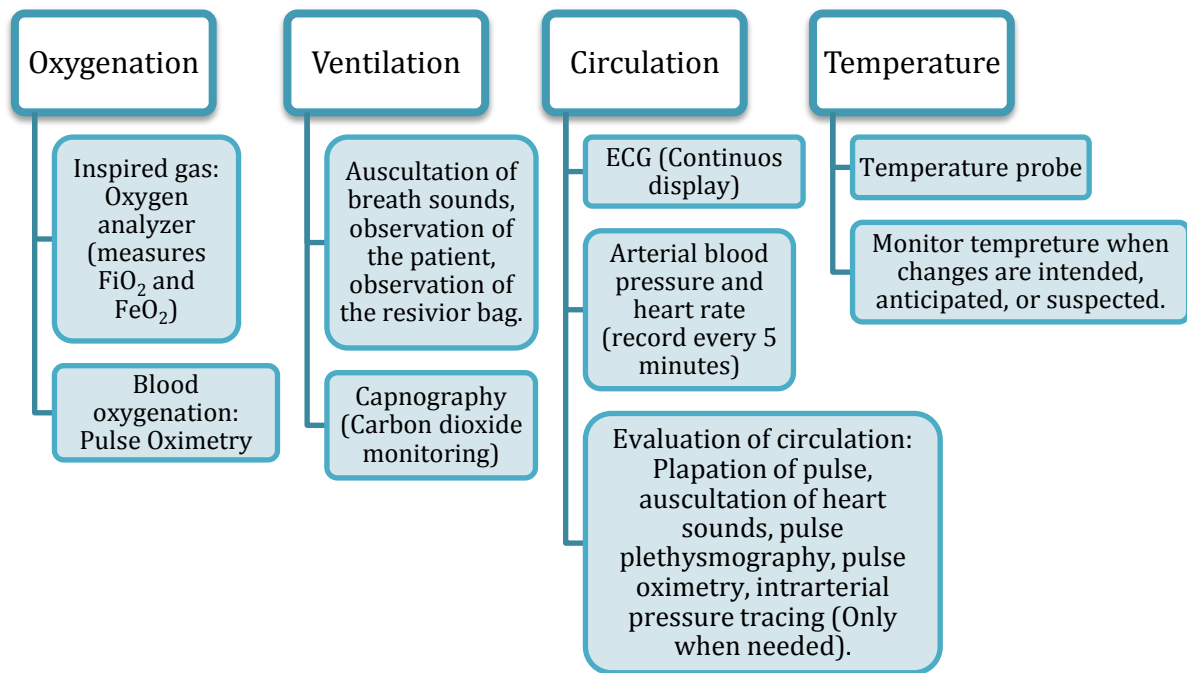 Oxygenation
Inspired gas:
Oxygen
analyzer
(measures
FiO₂ and
FeO₂)
Blood
oxygenation:
Pulse Oximetry
Ventilation
Auscultation of
breath sounds,
observation of
the patient,
observation of
the resivior bag.
Capnography
(Carbon dioxide
monitoring)
Circulation
ECG (Continuos
display)
Arterial blood
pressure and
heart rate
(record every 5
minutes)
Evaluation of circulation:
Plapation of pulse,
auscultation of heart
sounds, pulse
plethysmography, pulse
oximetry, intrarterial
pressure tracing (Only
when needed).
Temperature
Temperature probe
Monitor tempreture when
changes are intended,
anticipated, or suspected.